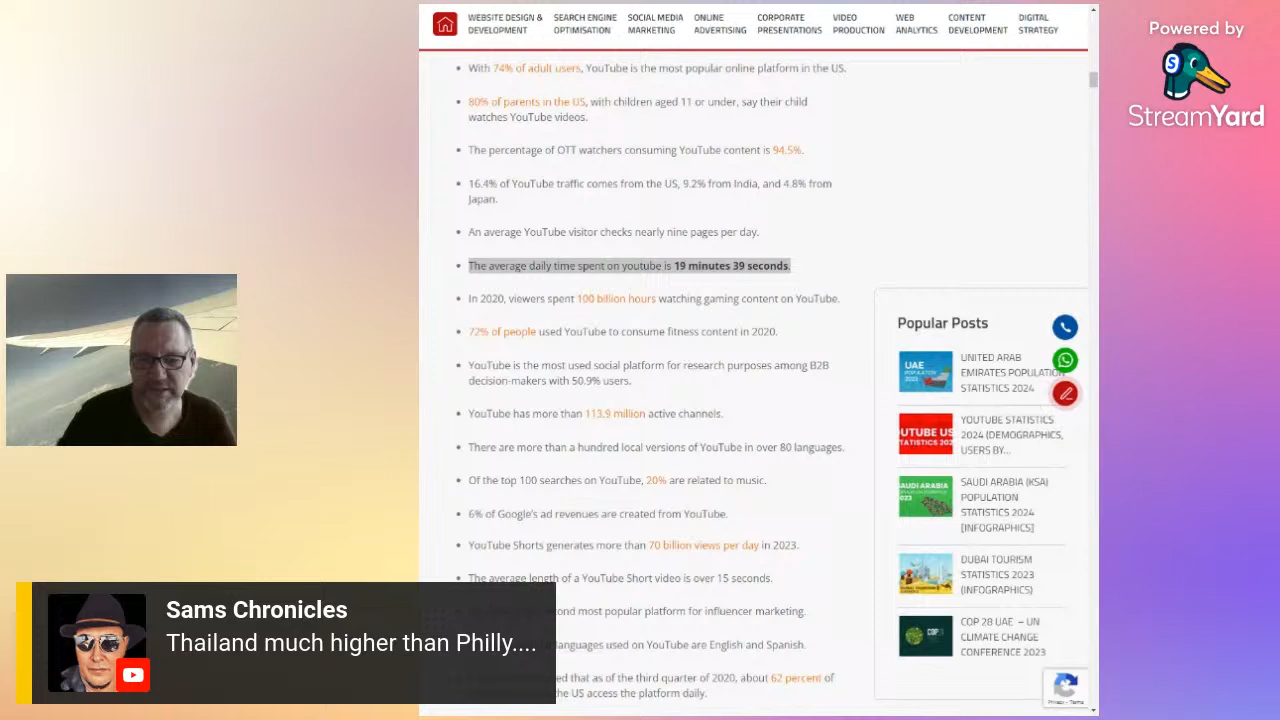 WEBSITE DESIGN &
DEVELOPMENT
SEARCH ENGINE
OPTIMISATION
SOCIAL MEDIA
MARKETING
ONLINE
ADVERTISING
CORPORATE
PRESENTATIONS
VIDEO
PRODUCTION
WEB
ANALYTICS
CONTENT
DEVELOPMENT
DIGITAL
STRATEGY
Powered by
StreamYard
With 74% of adult users, YouTube is the most popular online platform in the US.
80% of parents in the US, with children aged 11 or under, say their child
watches YouTube videos.
The percentage of OTT watchers consuming YouTube content is 94.5%.
16.4% of YouTube traffic comes from the US, 9.2% from India, and 4.8% from
Japan.
An average YouTube visitor checks nearly nine pages per day.
The average daily time spent on youtube is 19 minutes 39 seconds.
In 2020, viewers spent 100 billion hours watching gaming content on YouTube.
72% of people used YouTube to consume fitness content in 2020.
YouTube is the most used social platform for research purposes among B2B
decision-makers with 50.9% users.
YouTube has more than 113.9 million active channels.
There are more than a hundred local versions of YouTube in over 80 languages.
Of the top 100 searches on YouTube, 20% are related to music.
6% of Google's ad revenues are created from YouTube.
YouTube Shorts generates more than 70 billion views per day in 2023.
The average length of a YouTube Short video is over 15 seconds.
most popular platform for influencer marketing.
languages used on YouTube are English and Spanish.
that as of the third quarter of 2020, about 62 percent of
the US access the platform daily.
Popular Posts
UAE
POPULATION
2023
UNITED ARAB
EMIRATES POPULATION
STATISTICS 2024
OUTUBE US
TATISTICS 202
YOUTUBE STATISTICS
2024 (DEMOGRAPHICS,
USERS BY...
SAUDI ARABIA
SAUDI ARABIA (KSA)
POPULATION
STATISTICS 2024
[INFOGRAPHICS]
DUBAI TOURISM
STATISTICS 2023
(INFOGRAPHICS)
COP28
COP 28 UAE – UN
CLIMATE CHANGE
CONFERENCE 2023
Privacy - Terms
Sams Chronicles
Thailand much higher than Philly....